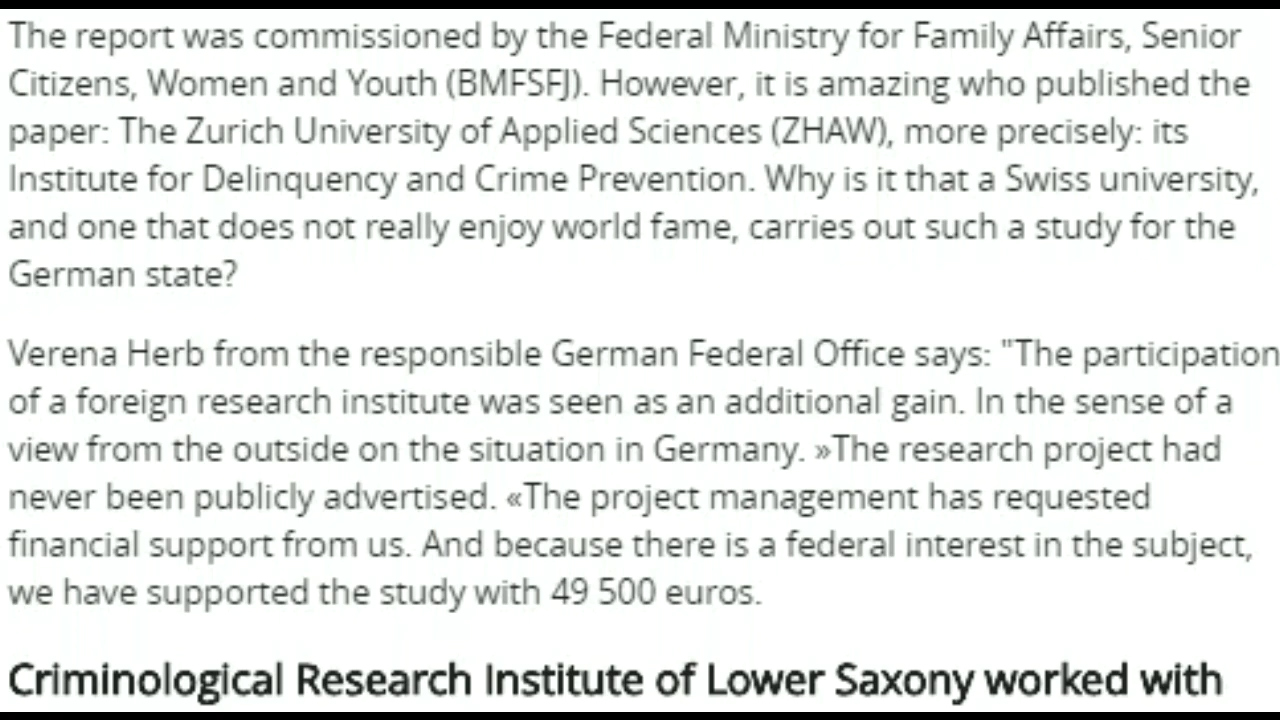 The report was commissioned by the Federal Ministry for Family Affairs, Senior
Citizens, Women and Youth (BMFSFJ). However, it is amazing who published the
paper: The Zurich University of Applied Sciences (ZHAW), more precisely: its
Institute for Delinquency and Crime Prevention. Why is it that a Swiss university,
and one that does not really enjoy world fame, carries out such a study for the
German state?
Verena Herb from the responsible German Federal Office says: "The participation
of a foreign research institute was seen as an additional gain. In the sense of a
view from the outside on the situation in Germany. »The research project had
never been publicly advertised. «The project management has requested
financial support from us. And because there is a federal interest in the subject,
we have supported the study with 49 500 euros.
Criminological Research Institute of Lower Saxony worked with